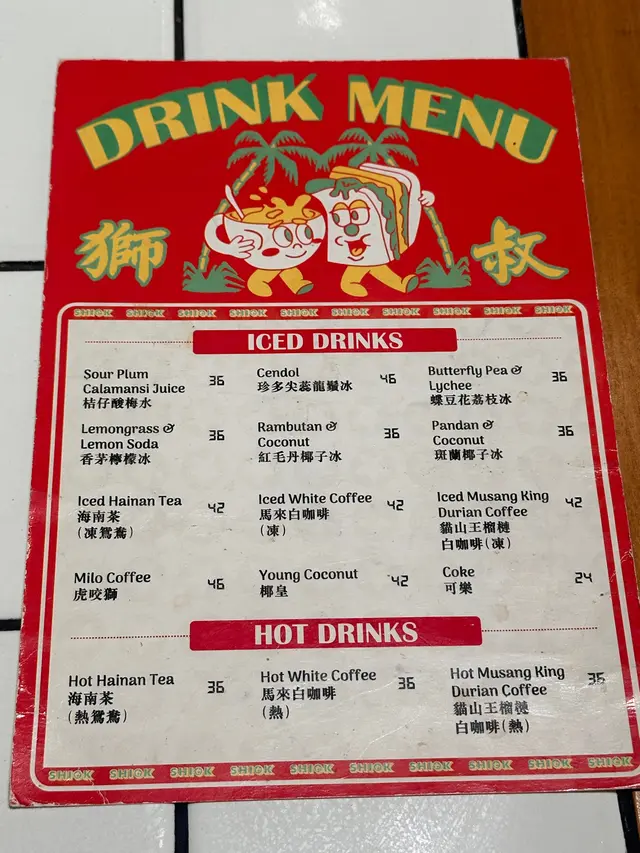 DRINK MENU
獅 叔
SHIOK SHIOK SHIOK SHIOK SHIOK SHIOK SHIOK SHIOK SHIOK SHIOK
ICED DRINKS
Sour Plum
Calamansi Juice 36
桔仔酸梅水
Cendol 46
珍多尖蕊龍鬚冰
Butterfly Pea &
Lychee 36
蝶豆花荔枝冰
Lemongrass &
Lemon Soda 36
香茅檸檬冰
Rambutan &
Coconut 36
紅毛丹椰子冰
Pandan &
Coconut 36
斑蘭椰子冰
Iced Hainan Tea 42
海南茶
(凍鴛鴦)
Iced White Coffee 42
馬來白咖啡
(凍)
Iced Musang King 42
Durian Coffee
貓山王榴槤
白咖啡(凍)
Milo Coffee 46
虎咬獅
Young Coconut 42
椰皇
Coke 24
可樂
HOT DRINKS
Hot Hainan Tea 36
海南茶
(熱鴛鴦)
Hot White Coffee 36
馬來白咖啡
(熱)
Hot Musang King 36
Durian Coffee
貓山王榴槤
白咖啡(熱)
SHIOK SHIOK SHIOK SHIOK SHIOK SHIOK SHIOK SHIOK SHIOK SHIOK